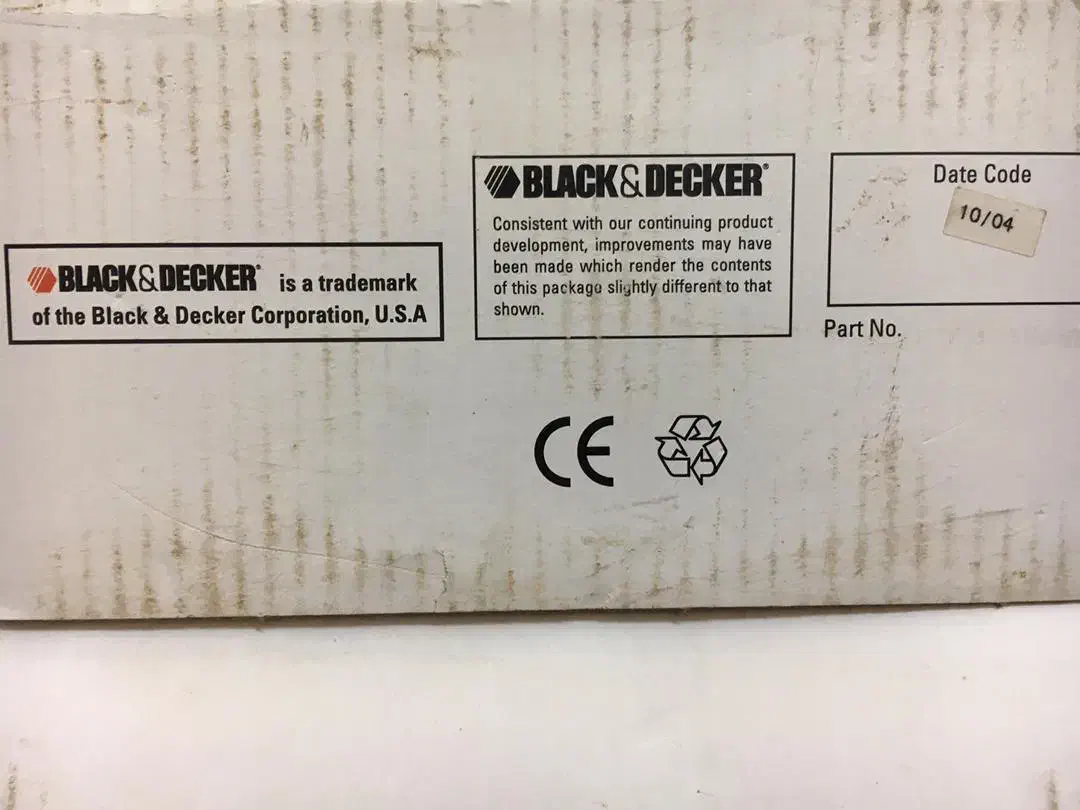 BLACK&DECKER® is a trademark
of the Black & Decker Corporation, U.S.A
BLACK&DECKER®
Consistent with our continuing product
development, improvements may have
been made which render the contents
of this package slightly different to that
shown.
Date Code
10/04
Part No.
CE